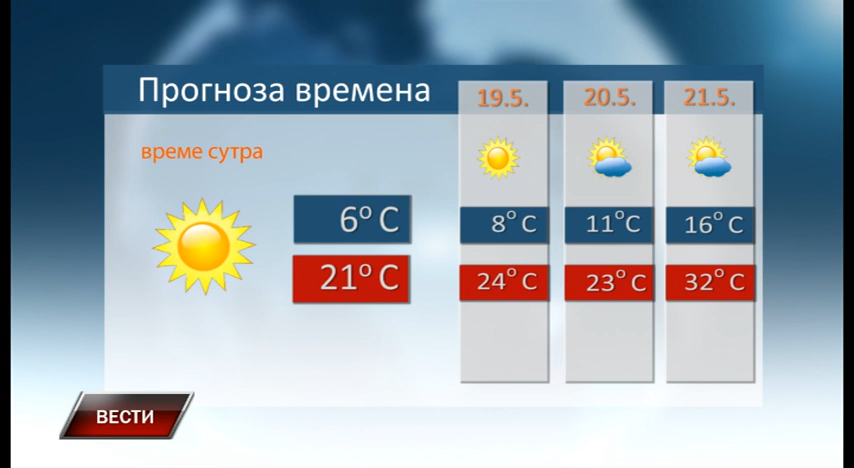 Прогноза времена
време сутра
6° C
21° C
19.5.
8° C
24° C
20.5.
11°C
23° C
21.5.
16° C
32° C
ВЕСТИ